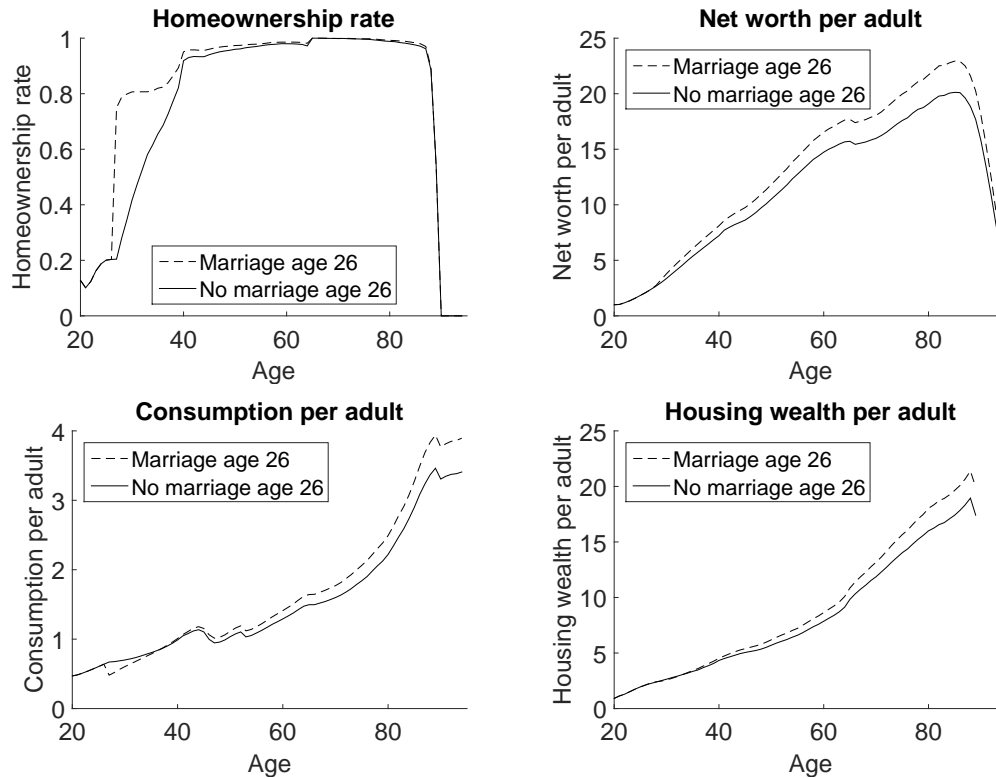 Homeownership rate
Homeownership rate
1
0.8
0.6
0.4
0.2
0
Marriage age 26
No marriage age 26
20
40
60
80
Age
Net worth per adult
Net worth per adult
25
20
15
10
5
0
Marriage age 26
No marriage age 26
20
40
60
80
Age
Consumption per adult
Consumption per adult
4
3
2
1
0
Marriage age 26
No marriage age 26
20
40
60
80
Age
Housing wealth per adult
Housing wealth per adult
25
20
15
10
5
0
Marriage age 26
No marriage age 26
20
40
60
80
Age